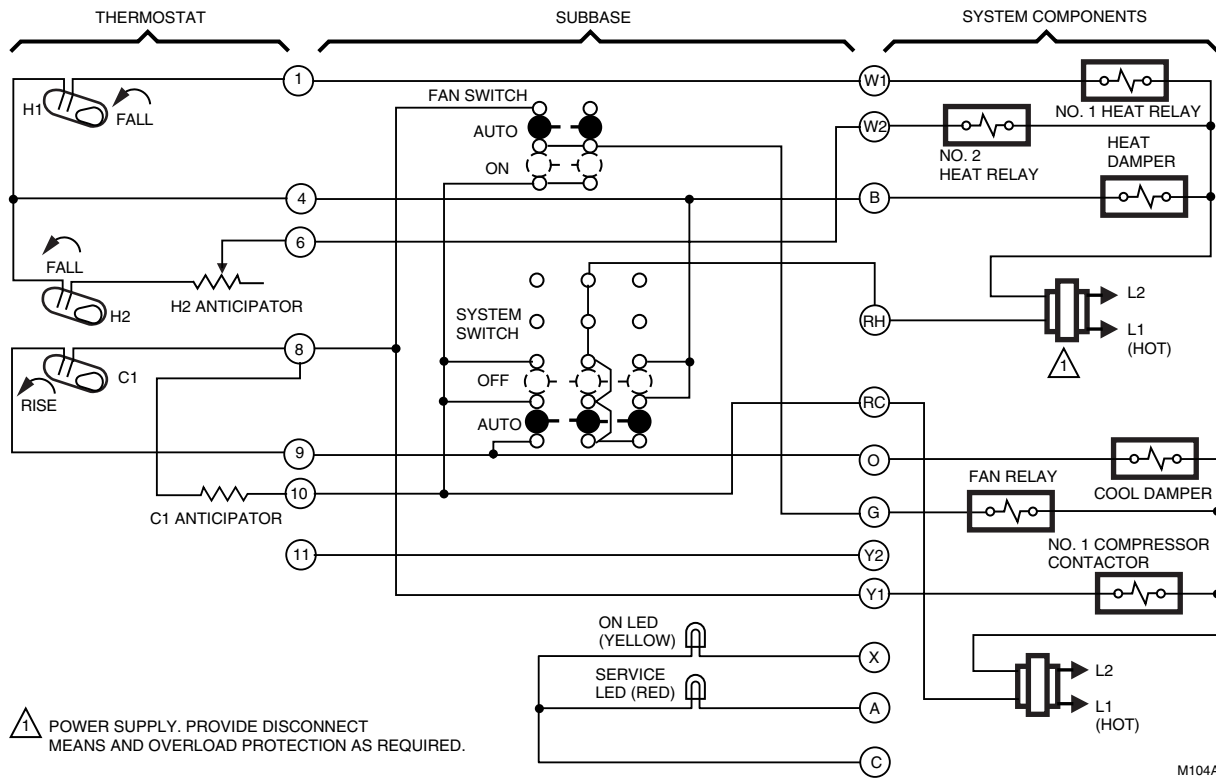 THERMOSTAT
SUBBASE
SYSTEM COMPONENTS
H1
FALL
1
FAN SWITCH
AUTO
ON
W1
NO. 1 HEAT RELAY
W2
NO. 2
HEAT RELAY
HEAT
DAMPER
4
B
6
FALL
H2
H2 ANTICIPATOR
SYSTEM
SWITCH
OFF
AUTO
RH
L2
L1
(HOT)
1
8
C1
RISE
RC
9
O
COOL DAMPER
10
C1 ANTICIPATOR
FAN RELAY
G
11
Y2
NO. 1 COMPRESSOR
CONTACTOR
Y1
ON LED
(YELLOW)
X
SERVICE
LED (RED)
A
L2
L1
(HOT)
C
1 POWER SUPPLY. PROVIDE DISCONNECT
MEANS AND OVERLOAD PROTECTION AS REQUIRED.
M104A